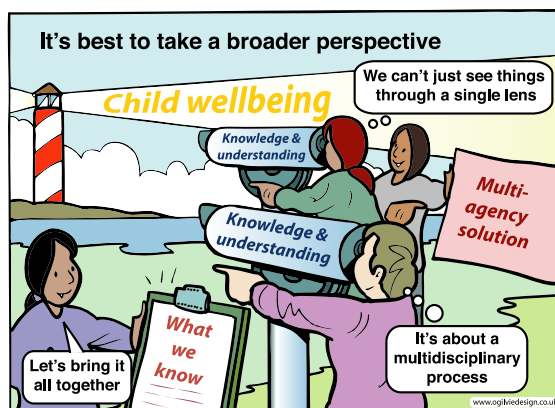 It's best to take a broader perspective
We can't just see things
through a single lens
Child wellbeing
Knowledge &
understanding
Multi-
agency
solution
Knowledge &
understanding
What
we
know
Let's bring it
all together
It's about a
multidisciplinary
process
www.ogilviedesign.co.uk